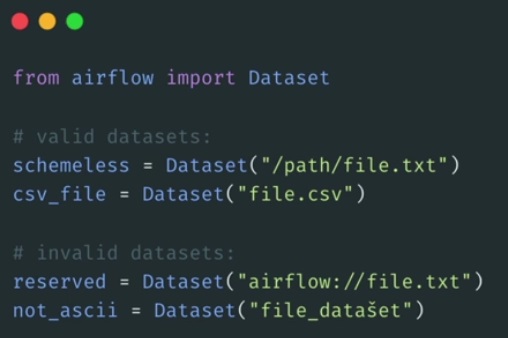 from airflow import Dataset
# valid datasets:
schemeless = Dataset("/path/file.txt")
csv_file = Dataset("file.csv")
# invalid datasets:
reserved = Dataset("airflow://file.txt")
not_ascii = Dataset("file_datašet")